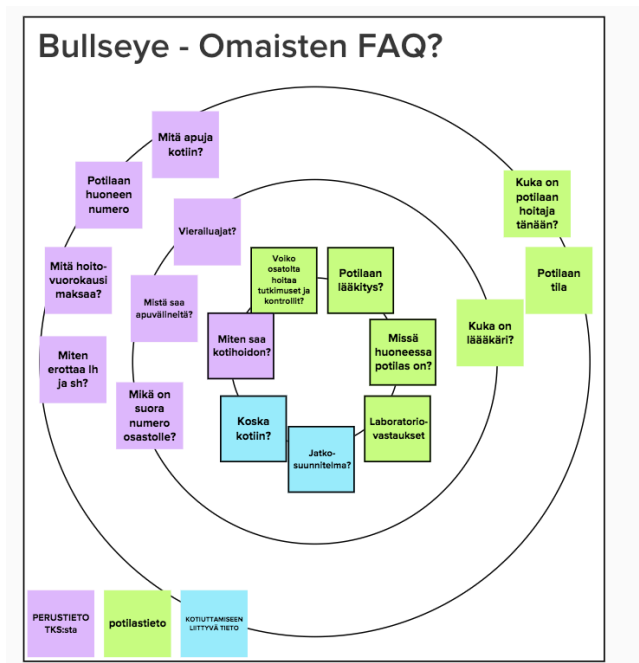 Bullseye - Omaisten FAQ?
Mitä apuja
kotiin?
Potilaan
huoneen
numero
Kuka on
potilaan
hoitaja
tänään?
Vierailuajat?
Mitä hoito-
vuorokausi
maksaa?
Voiko
osatolta
hoitaa
tutkimuset ja
kontrollit?
Potilaan
lääkitys?
Potilaan
tila
Mistä saa
apuvälineitä?
Miten saa
kotihoidon?
Missä
huoneessa
potilas on?
Kuka on
läääkäri?
Miten
erottaa lh
ja sh?
Mikä on
suora
numero
osastolle?
Koska
kotiin?
Laboratorio-
vastaukset
Jatko-
suunnitelma?
PERUSTIETO
TKS:sta
potilastieto
KOTIUTTAMISEEN
LIITTYVÄ TIETO